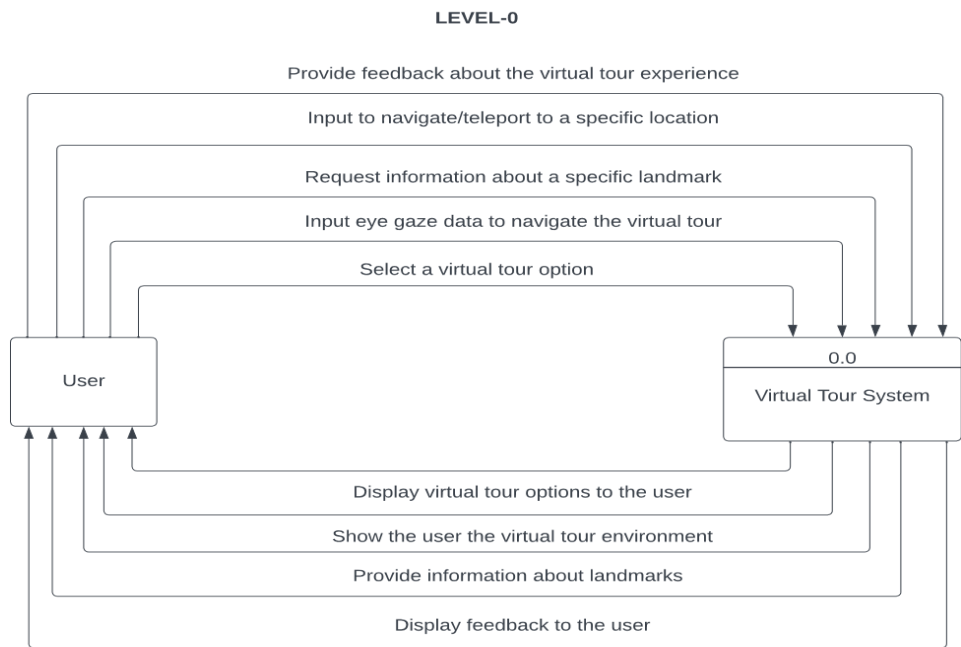 LEVEL-0
Provide feedback about the virtual tour experience
Input to navigate/teleport to a specific location
Request information about a specific landmark
Input eye gaze data to navigate the virtual tour
Select a virtual tour option
User
0.0
Virtual Tour System
Display virtual tour options to the user
Show the user the virtual tour environment
Provide information about landmarks
Display feedback to the user